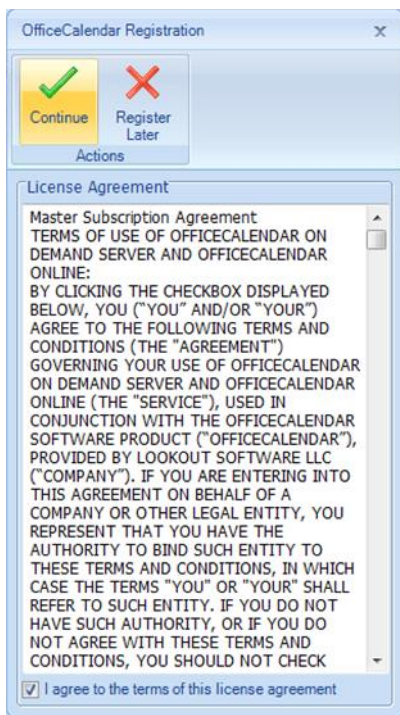 OfficeCalendar Registration
x
Continue
Register
Later
Actions
License Agreement
Master Subscription Agreement
TERMS OF USE OF OFFICECALENDAR ON
DEMAND SERVER AND OFFICECALENDAR
ONLINE:
BY CLICKING THE CHECKBOX DISPLAYED
BELOW, YOU (“YOU” AND/OR “YOUR”)
AGREE TO THE FOLLOWING TERMS AND
CONDITIONS (THE "AGREEMENT")
GOVERNING YOUR USE OF OFFICECALENDAR
ON DEMAND SERVER AND OFFICECALENDAR
ONLINE (THE "SERVICE"), USED IN
CONJUNCTION WITH THE OFFICECALENDAR
SOFTWARE PRODUCT (“OFFICECALENDAR”),
PROVIDED BY LOOKOUT SOFTWARE LLC
(“COMPANY”). IF YOU ARE ENTERING INTO
THIS AGREEMENT ON BEHALF OF A
COMPANY OR OTHER LEGAL ENTITY, YOU
REPRESENT THAT YOU HAVE THE
AUTHORITY TO BIND SUCH ENTITY TO
THESE TERMS AND CONDITIONS, IN WHICH
CASE THE TERMS "YOU" OR "YOUR" SHALL
REFER TO SUCH ENTITY. IF YOU DO NOT
HAVE SUCH AUTHORITY, OR IF YOU DO
NOT AGREE WITH THESE TERMS AND
CONDITIONS, YOU SHOULD NOT CHECK
I agree to the terms of this license agreement